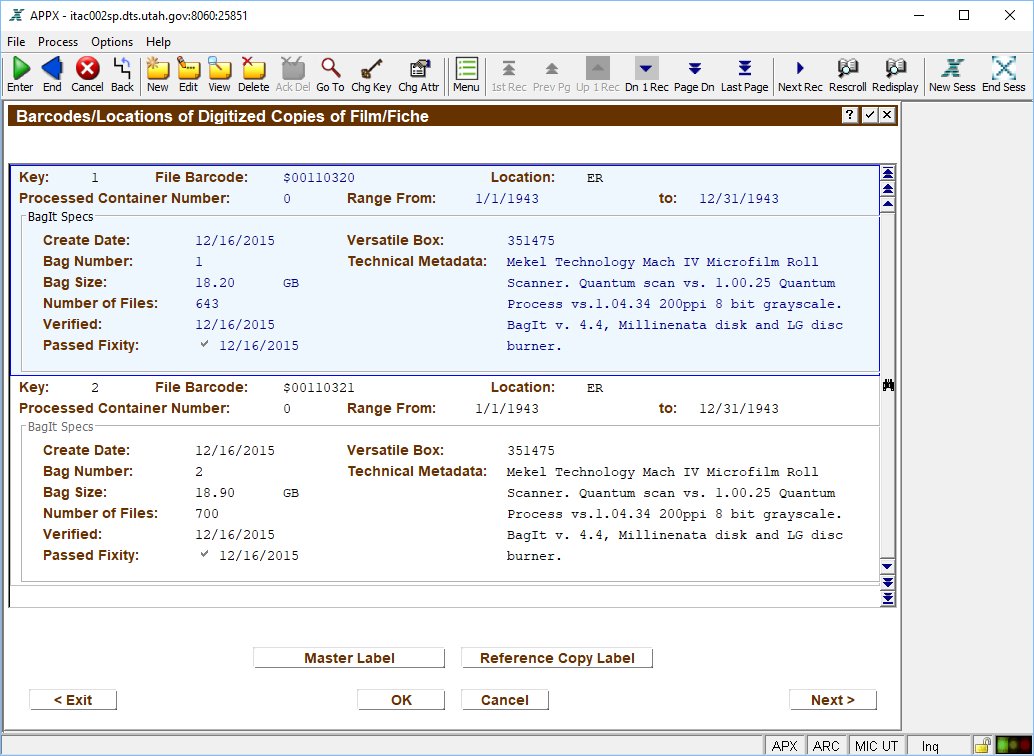 APPX - itac002sp.dts.utah.gov:8060:25851
File Process Options Help
Enter End Cancel Back New Edit View Delete Ack Del Go To Chg Key Chg Attr Menu 1st Rec Prev Pg Up 1 Rec Dn 1 Rec Page Dn Last Page Next Rec Rescroll Redisplay New Sess End Sess
Barcodes/Locations of Digitized Copies of Film/Fiche ?
Key: 1 File Barcode: $00110320 Location: ER
Processed Container Number: 0 Range From: 1/1/1943 to: 12/31/1943
BagIt Specs
Create Date: 12/16/2015 Versatile Box: 351475
Bag Number: 1 Technical Metadata: Mekel Technology Mach IV Microfilm Roll
Bag Size: 18.20 GB Scanner. Quantum scan vs. 1.00.25 Quantum
Number of Files: 643 Process vs.1.04.34 200ppi 8 bit grayscale.
Verified: 12/16/2015 BagIt v. 4.4, Millinenata disk and LG disc
Passed Fixity: ✓ 12/16/2015 burner.
Key: 2 File Barcode: $00110321 Location: ER
Processed Container Number: 0 Range From: 1/1/1943 to: 12/31/1943
BagIt Specs
Create Date: 12/16/2015 Versatile Box: 351475
Bag Number: 2 Technical Metadata: Mekel Technology Mach IV Microfilm Roll
Bag Size: 18.90 GB Scanner. Quantum scan vs. 1.00.25 Quantum
Number of Files: 700 Process vs.1.04.34 200ppi 8 bit grayscale.
Verified: 12/16/2015 BagIt v. 4.4, Millinenata disk and LG disc
Passed Fixity: ✓ 12/16/2015 burner.
Master Label Reference Copy Label
< Exit OK Cancel Next >
APX ARC MIC UT Inq